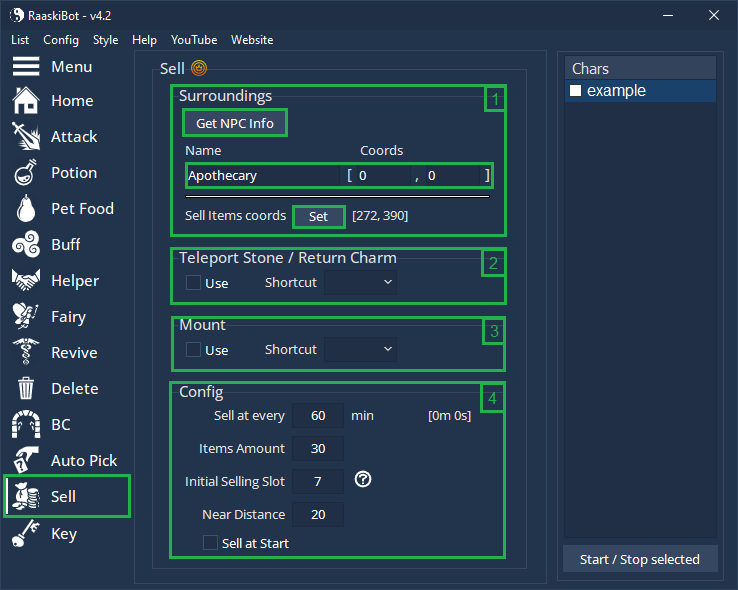 RaaskiBot - v4.2
List Config Style Help YouTube Website
Menu
Home
Attack
Potion
Pet Food
Buff
Helper
Fairy
Revive
Delete
BC
Auto Pick
Sell
Key
Sell
Surroundings 1
Get NPC Info
Name Coords
Apothecary [ 0 , 0 ]
Sell Items coords Set [272, 390]
Teleport Stone / Return Charm 2
Use Shortcut
Mount 3
Use Shortcut
Config 4
Sell at every 60 min [0m 0s]
Items Amount 30
Initial Selling Slot 7 ?
Near Distance 20
Sell at Start
Chars
example
Start / Stop selected